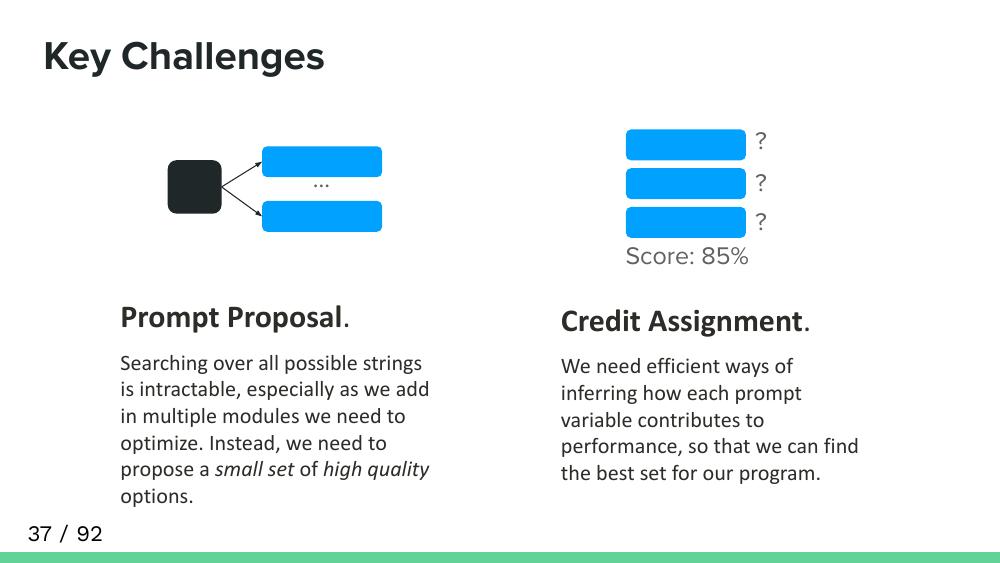 Key Challenges
...
?
?
?
Score: 85%
Prompt Proposal.
Searching over all possible strings
is intractable, especially as we add
in multiple modules we need to
optimize. Instead, we need to
propose a small set of high quality
options.
Credit Assignment.
We need efficient ways of
inferring how each prompt
variable contributes to
performance, so that we can find
the best set for our program.
37 / 92